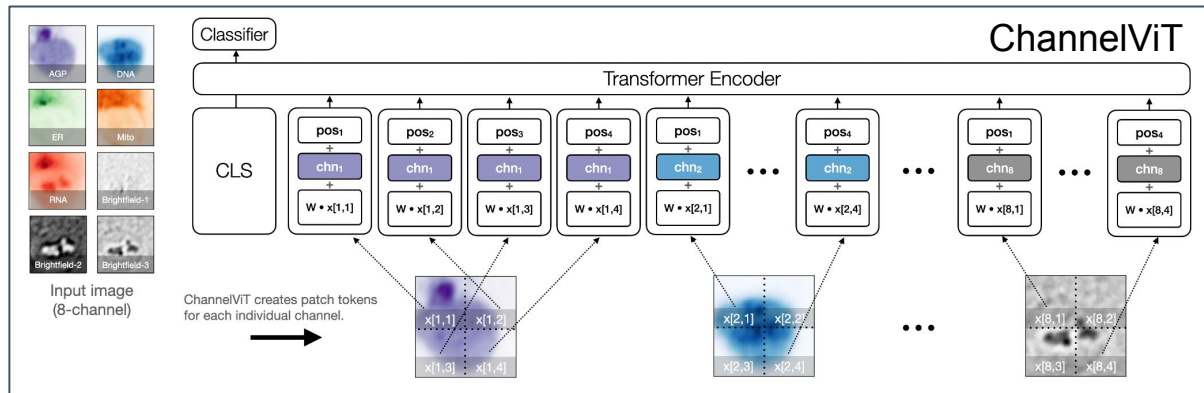 ChannelViT
Classifier
Transformer Encoder
AGP
DNA
ER
Mito
RNA
Brightfield-1
Brightfield-2
Brightfield-3
Input image
(8-channel)
CLS
pos1
+
chn1
+
W • x[1,1]
pos2
+
chn1
+
W • x[1,2]
pos3
+
chn1
+
W • x[1,3]
pos4
+
chn1
+
W • x[1,4]
pos1
+
chn2
+
W • x[2,1]
•••
pos4
+
chn2
+
W • x[2,4]
•••
pos1
+
chn8
+
W • x[8,1]
•••
pos4
+
chn8
+
W • x[8,4]
ChannelViT creates patch tokens
for each individual channel.
x[1,1] x[1,2]
x[1,3] x[1,4]
x[2,1] x[2,2]
x[2,3] x[2,4]
•••
x[8,1] x[8,2]
x[8,3] x[8,4]